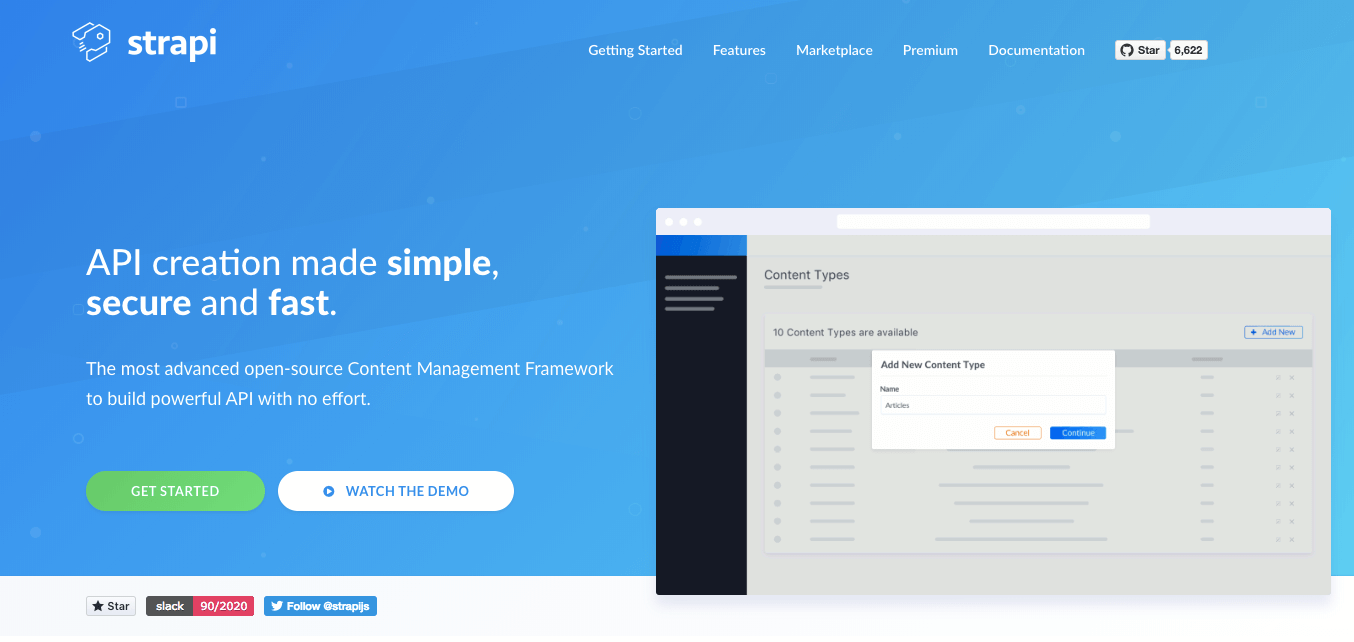 strapi
Getting Started Features Marketplace Premium Documentation Star 6,622
API creation made simple,
secure and fast.
The most advanced open-source Content Management Framework
to build powerful API with no effort.
GET STARTED WATCH THE DEMO
Content Types
10 Content Types are available + Add New
Add New Content Type
Name
Articles
Cancel Continue
Star slack 90/2020 Follow @strapijs